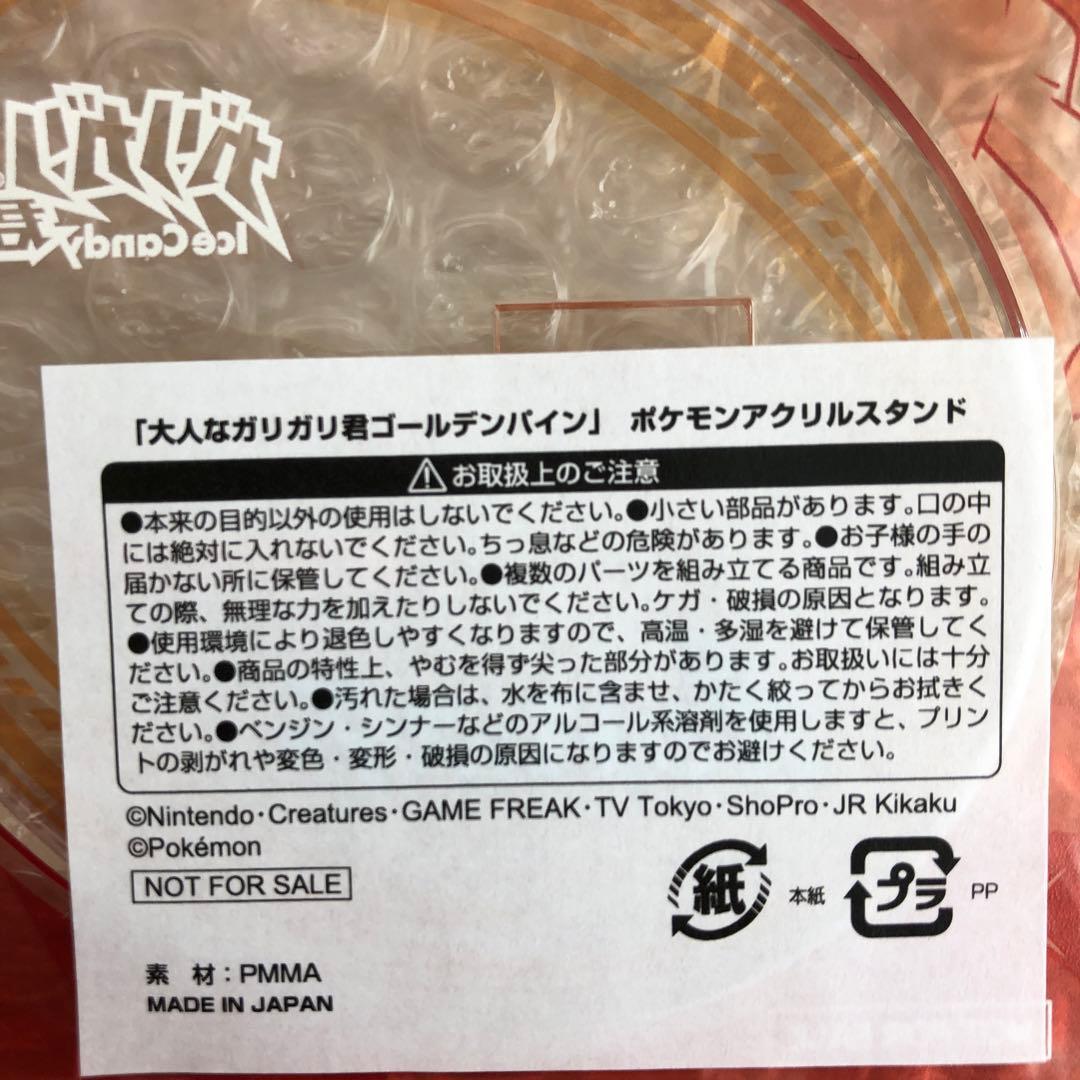 Ice Candy
「大人なガリガリ君ゴールデンパイン」 ポケモンアクリルスタンド
お取扱上のご注意
●本来の目的以外の使用はしないでください。●小さい部品があります。口の中
には絶対に入れないでください。ちっ息などの危険があります。●お子様の手の
届かない所に保管してください。●複数のパーツを組み立てる商品です。組み立
ての際、無理な力を加えたりしないでください。ケガ・破損の原因となります。
●使用環境により退色しやすくなりますので、高温・多湿を避けて保管してく
ださい。●商品の特性上、やむを得ず尖った部分があります。お取扱いには十分
ご注意ください。●汚れた場合は、水を布に含ませ、かたく絞ってからお拭きく
ださい。●ベンジン・シンナーなどのアルコール系溶剤を使用しますと、プリン
トの剥がれや変色・変形・破損の原因になりますのでお避けください。
©Nintendo・Creatures・GAME FREAK・TV Tokyo・ShoPro・JR Kikaku
©Pokémon
NOT FOR SALE
紙 本紙 プラ PP
素 材：PMMA
MADE IN JAPAN